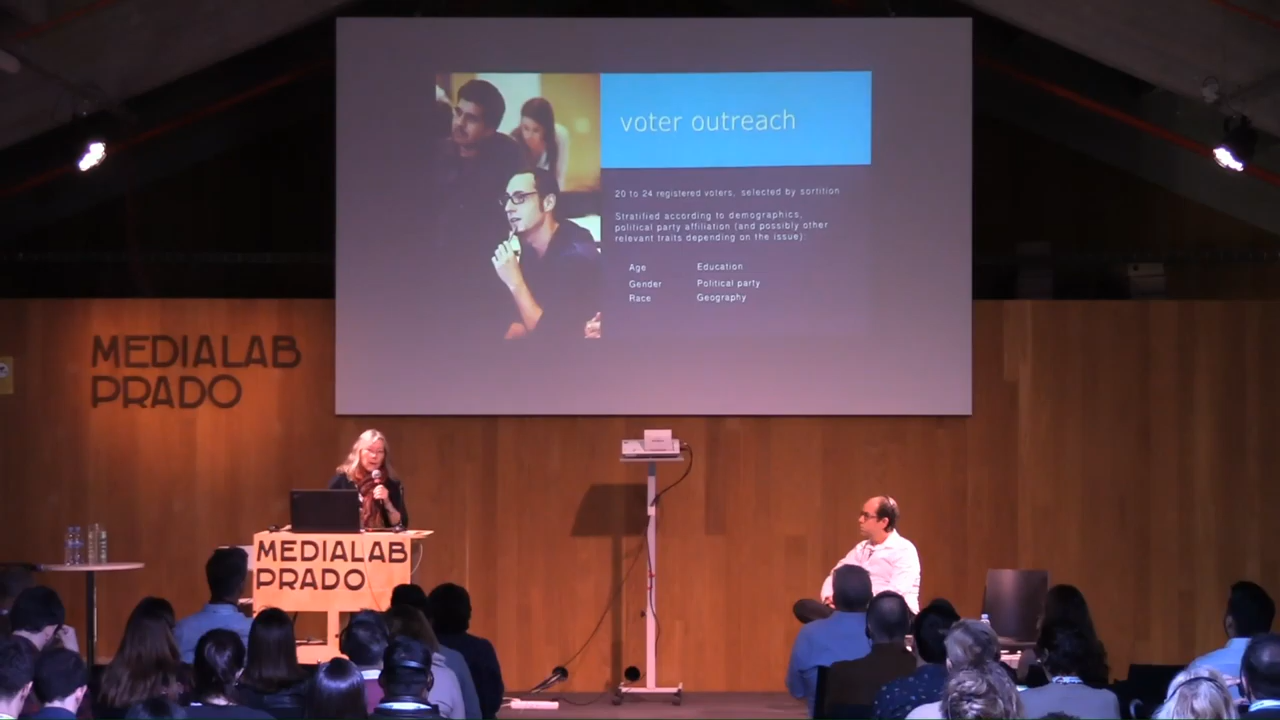 voter outreach
20 to 24 registered voters, selected by sortition
Stratified according to demographics,
political party affiliation (and possibly other
relevant traits depending on the issue):
Age Education
Gender Political party
Race Geography
MEDIALAB
PRADO
MEDIALAB
PRADO